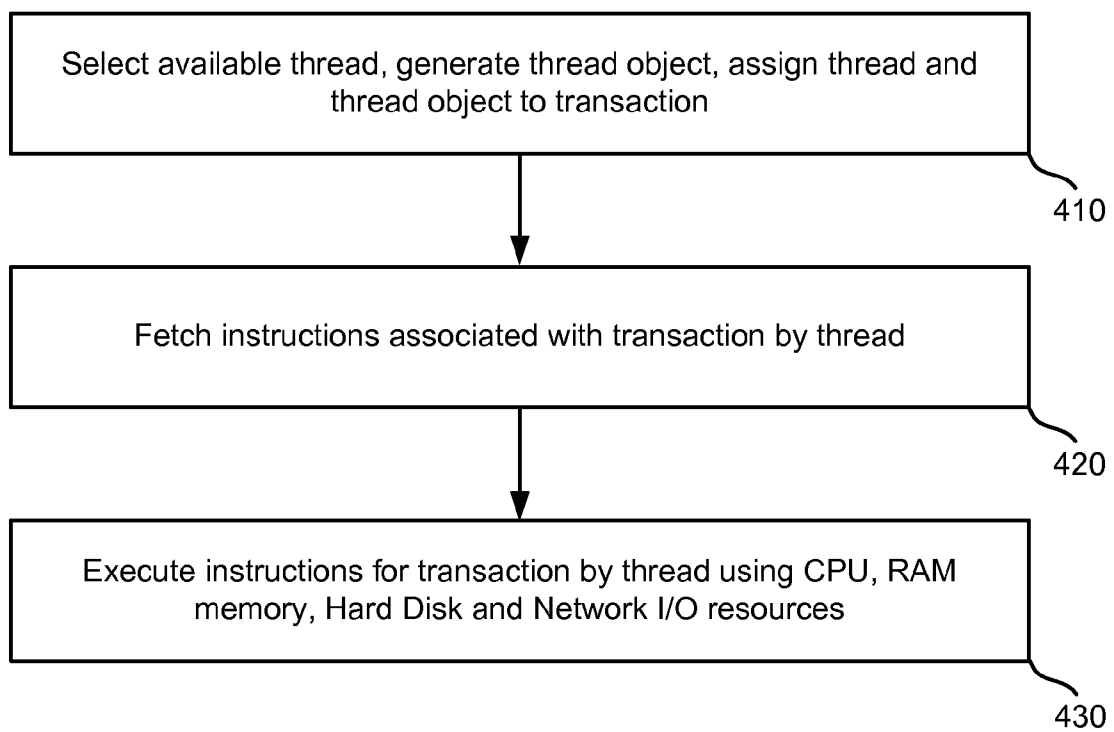 Select available thread, generate thread object, assign thread and
thread object to transaction
410
Fetch instructions associated with transaction by thread
420
Execute instructions for transaction by thread using CPU, RAM
memory, Hard Disk and Network I/O resources
430